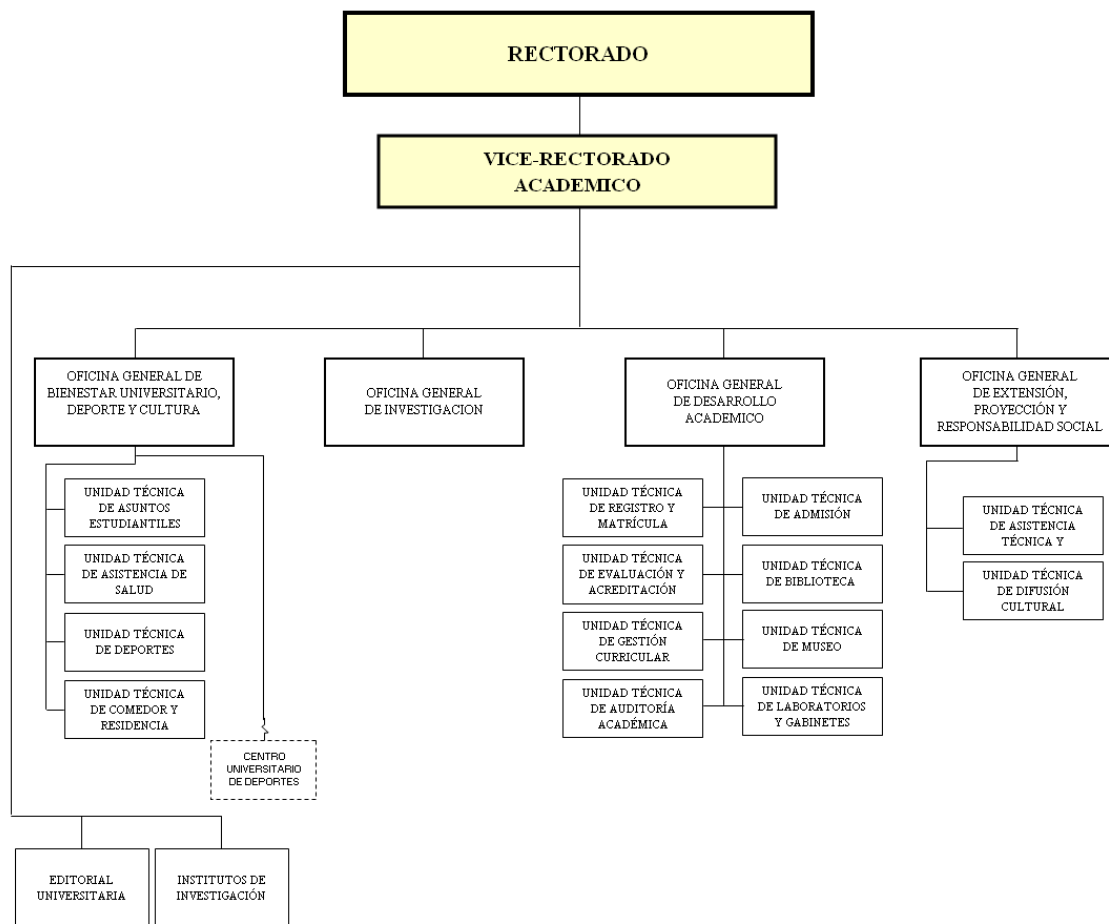 RECTORADO
VICE-RECTORADO
ACADEMICO
OFICINA GENERAL DE
BIENESTAR UNIVERSITARIO,
DEPORTE Y CULTURA
OFICINA GENERAL
DE INVESTIGACION
OFICINA GENERAL
DE DESARROLLO
ACADEMICO
OFICINA GENERAL
DE EXTENSIÓN,
PROYECCIÓN Y
RESPONSABILIDAD SOCIAL
UNIDAD TÉCNICA
DE ASUNTOS
ESTUDIANTILES
UNIDAD TÉCNICA
DE ASISTENCIA DE
SALUD
UNIDAD TÉCNICA
DE DEPORTES
UNIDAD TÉCNICA
DE COMEDOR Y
RESIDENCIA
CENTRO
UNIVERSITARIO
DE DEPORTES
UNIDAD TÉCNICA
DE REGISTRO Y
MATRÍCULA
UNIDAD TÉCNICA
DE ADMISIÓN
UNIDAD TÉCNICA
DE EVALUACIÓN Y
ACREDITACIÓN
UNIDAD TÉCNICA
DE BIBLIOTECA
UNIDAD TÉCNICA
DE GESTIÓN
CURRICULAR
UNIDAD TÉCNICA
DE MUSEO
UNIDAD TÉCNICA
DE AUDITORÍA
ACADÉMICA
UNIDAD TÉCNICA
DE LABORATORIOS
Y GABINETES
UNIDAD TÉCNICA
DE ASISTENCIA
TÉCNICA Y
UNIDAD TÉCNICA
DE DIFUSIÓN
CULTURAL
EDITORIAL
UNIVERSITARIA
INSTITUTOS DE
INVESTIGACIÓN